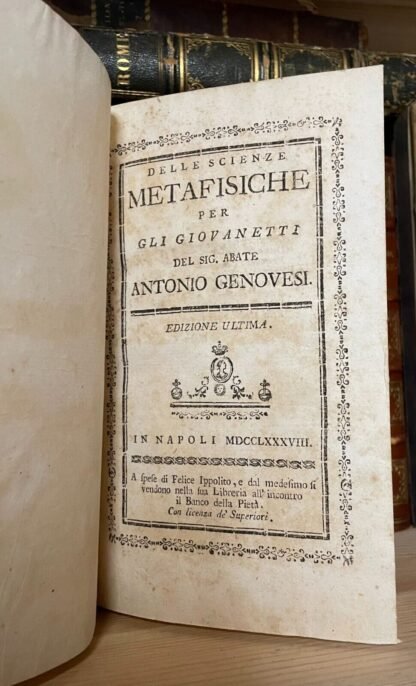 ROME
DELLE SCIENZE
METAFISICHE
PER
GLI GIOVANETTI
DEL SIG. ABATE
ANTONIO GENOVESI.
EDIZIONE ULTIMA.
IN NAPOLI MDCCLXXXVIII.
A spese di Felice Ippolito, e dal medesimo si
vendono nella sua Libreria all' incontro
il Banco della Pietà.
Con licenza de' Superiori.